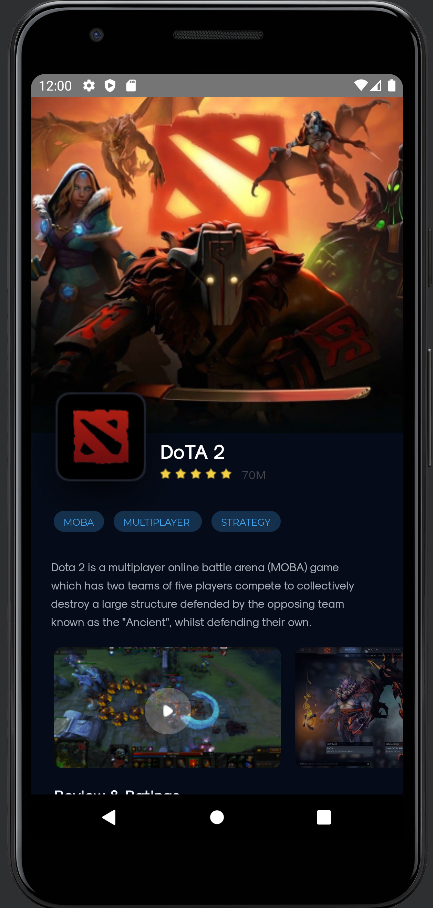 12:00
DoTA 2
70M
MOBA MULTIPLAYER STRATEGY
Dota 2 is a multiplayer online battle arena (MOBA) game
which has two teams of five players compete to collectively
destroy a large structure defended by the opposing team
known as the "Ancient", whilst defending their own.
Review & Ratings